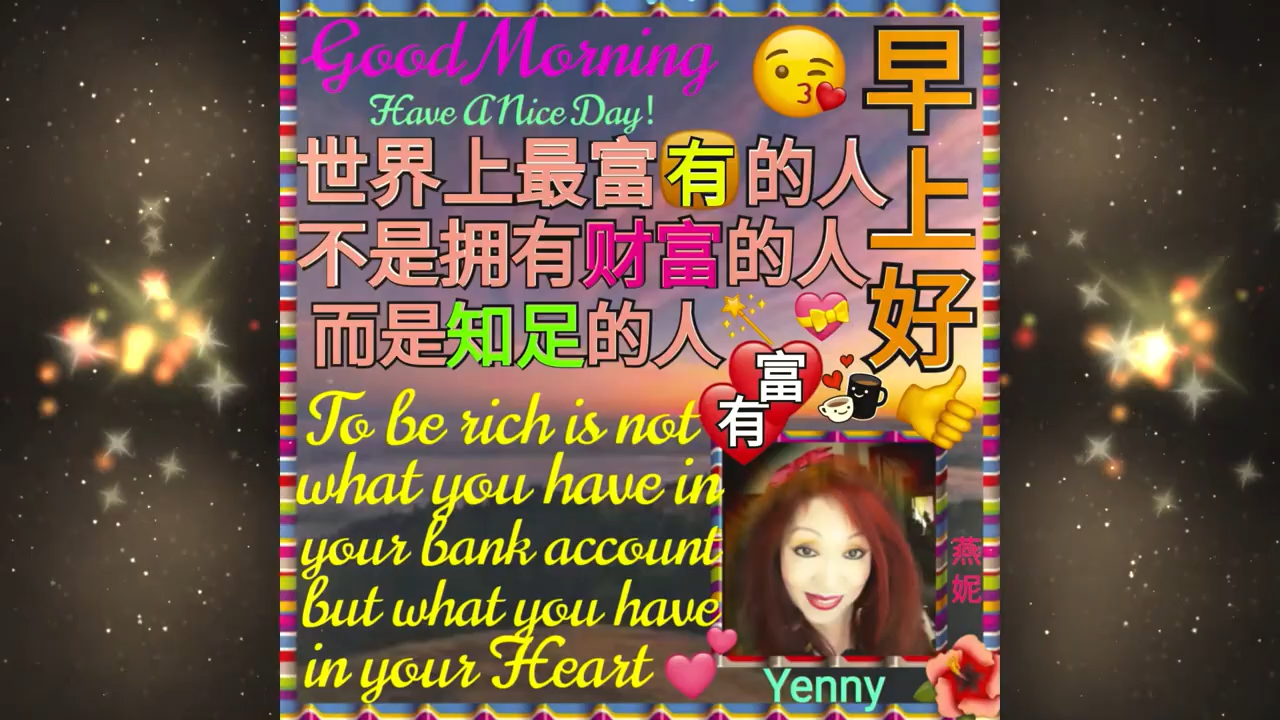 Good Morning
Have A Nice Day!
早上好
世界上最富有的人
不是拥有财富的人
而是知足的人
富
有
To be rich is not
what you have in
your bank account
but what you have
in your Heart
燕妮
Yenny